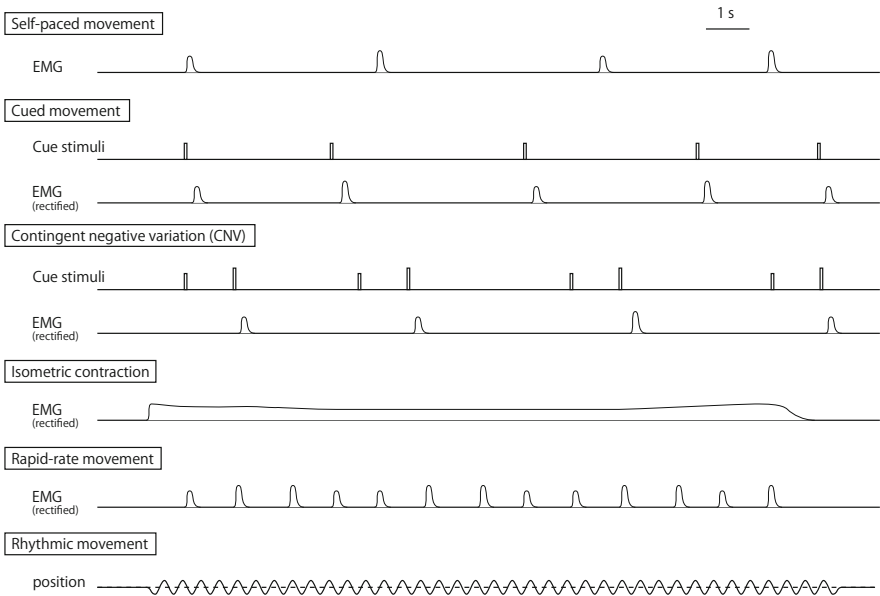 1 s
Self-paced movement
EMG
Cued movement
Cue stimuli
EMG
(rectified)
Contingent negative variation (CNV)
Cue stimuli
EMG
(rectified)
Isometric contraction
EMG
(rectified)
Rapid-rate movement
EMG
(rectified)
Rhythmic movement
position